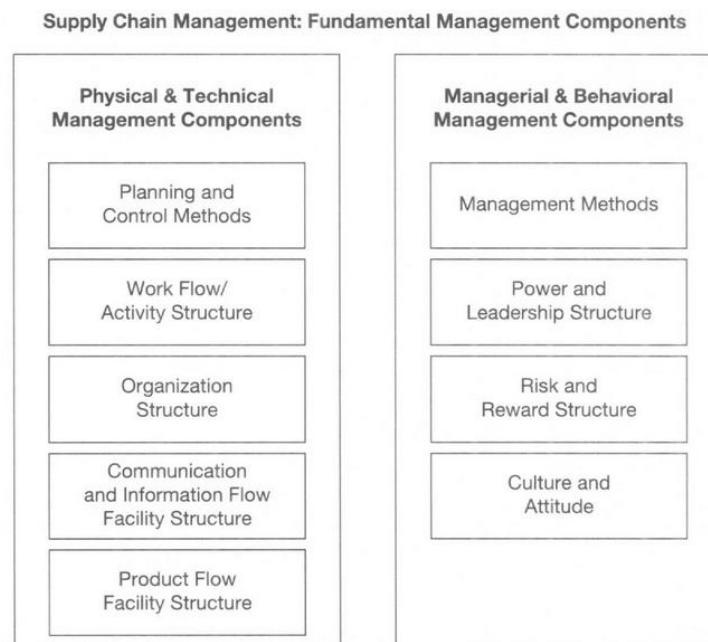 Supply Chain Management: Fundamental Management Components
Physical & Technical
Management Components
Planning and
Control Methods
Work Flow/
Activity Structure
Organization
Structure
Communication
and Information Flow
Facility Structure
Product Flow
Facility Structure
Managerial & Behavioral
Management Components
Management Methods
Power and
Leadership Structure
Risk and
Reward Structure
Culture and
Attitude